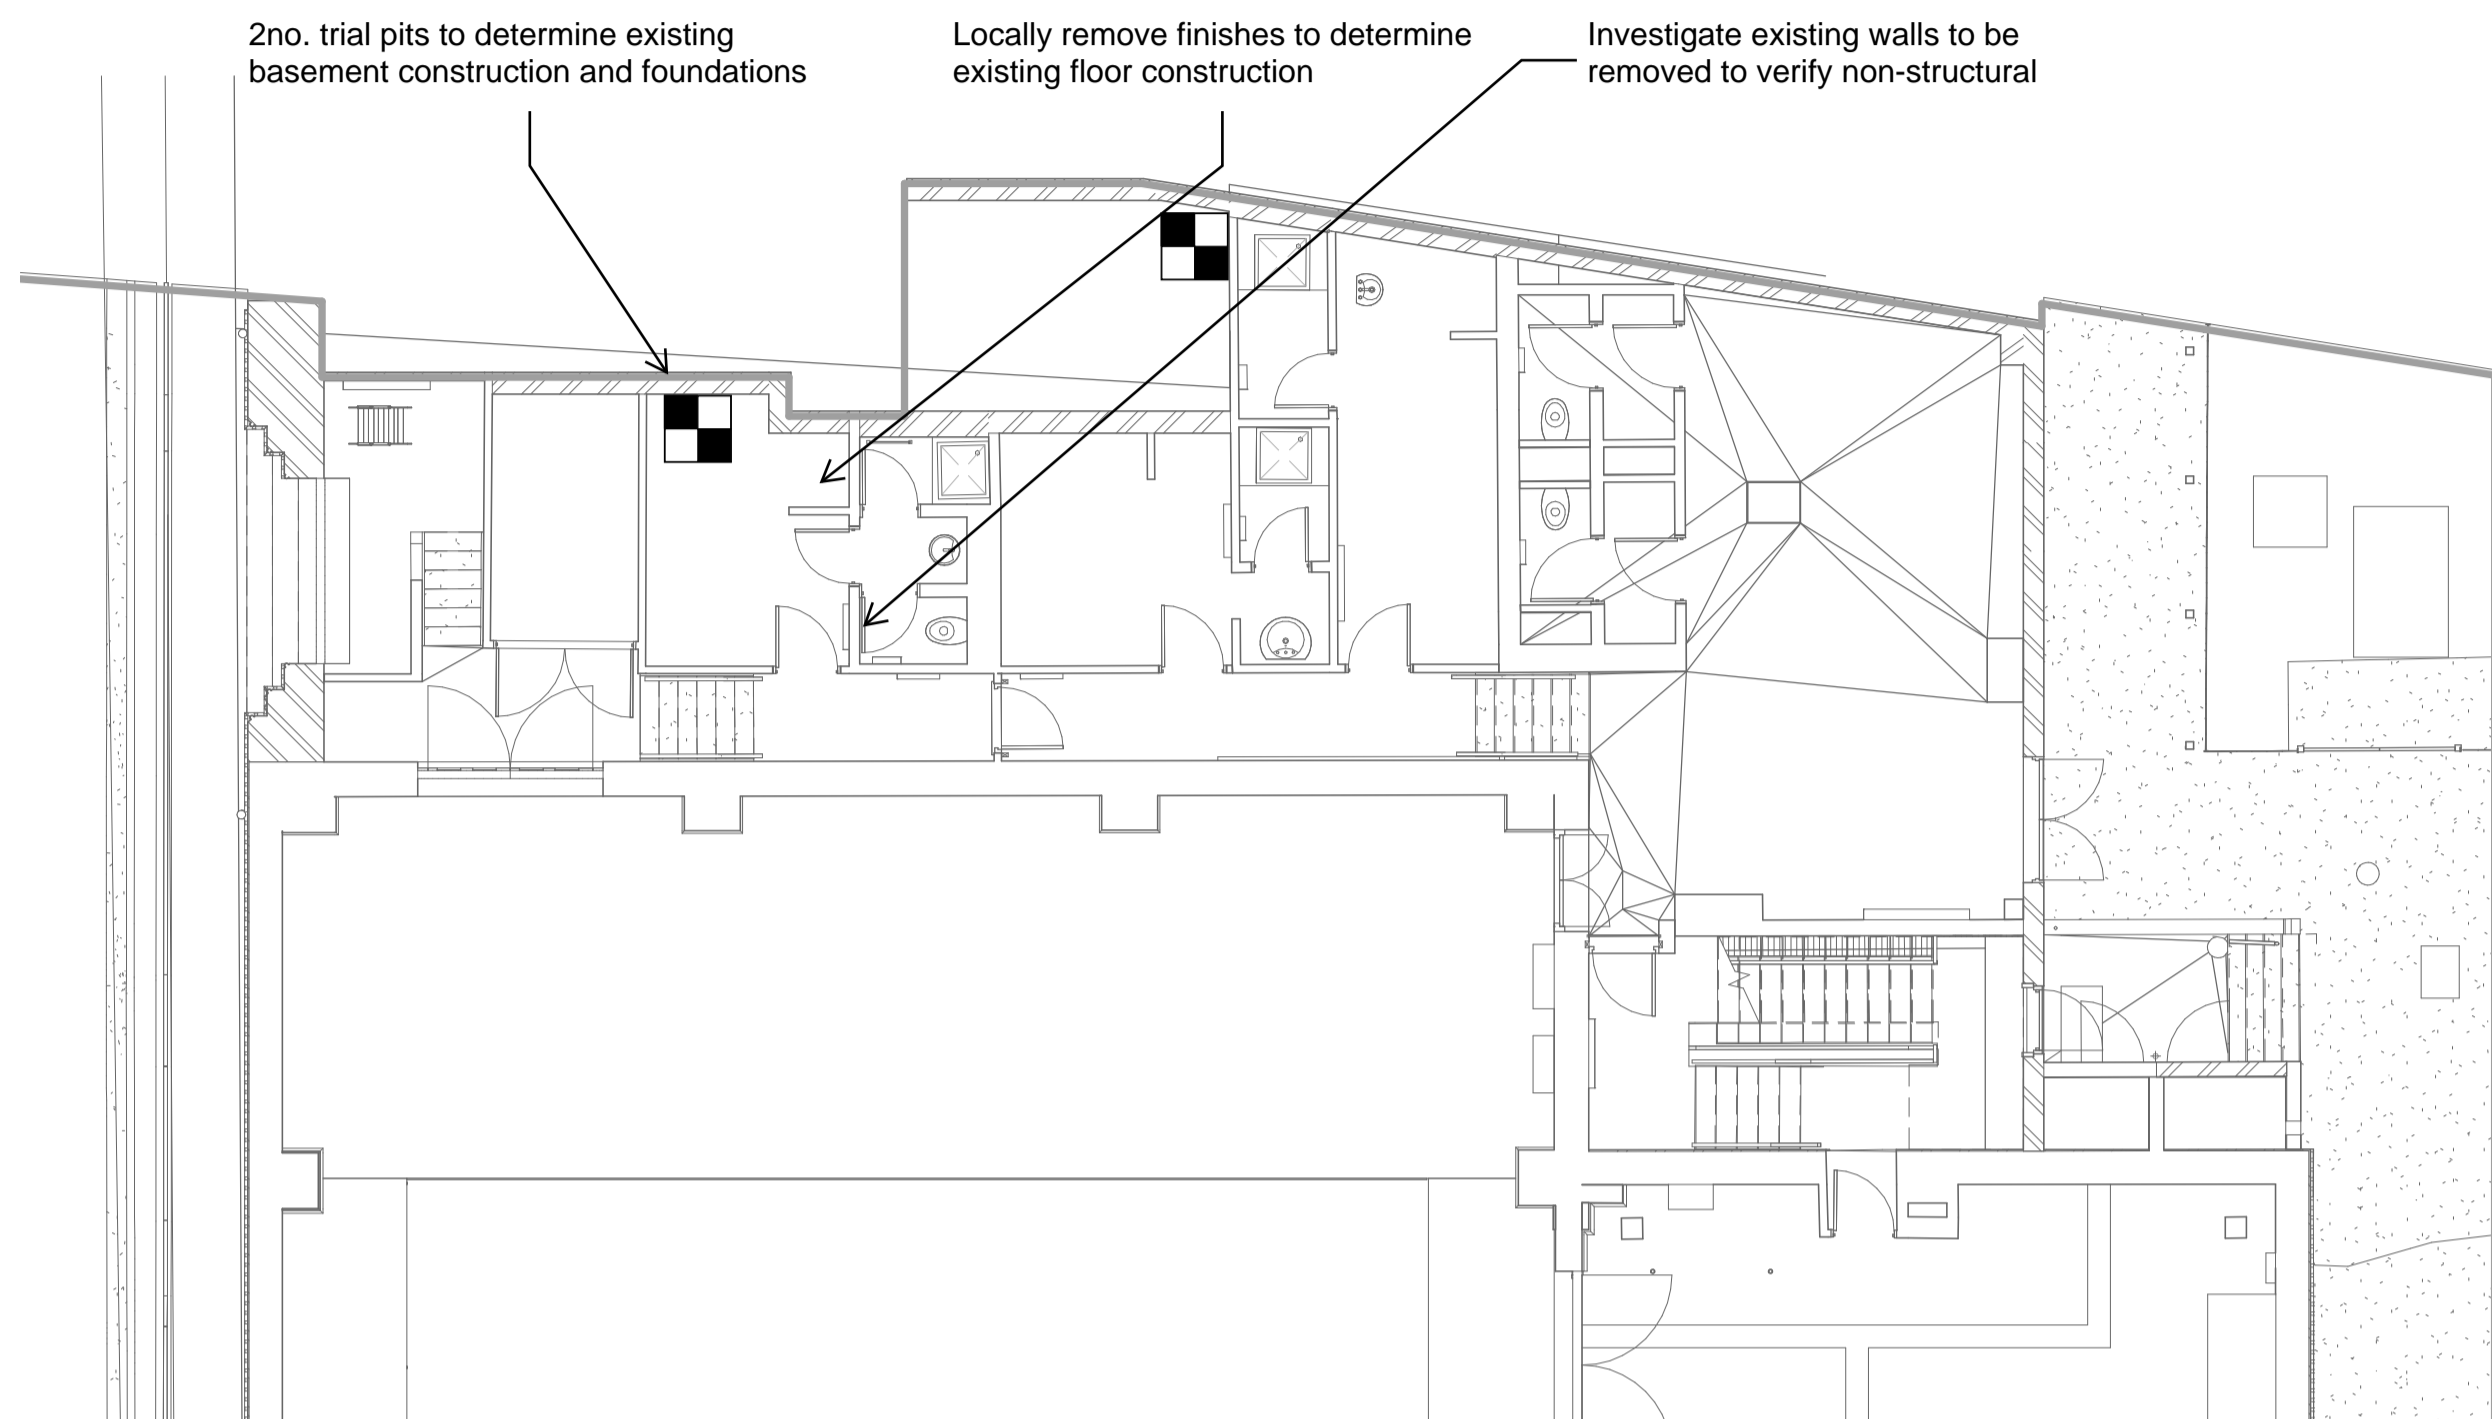 2no. trial pits to determine existing
basement construction and foundations
Locally remove finishes to determine
existing floor construction
Investigate existing walls to be
removed to verify non-structural